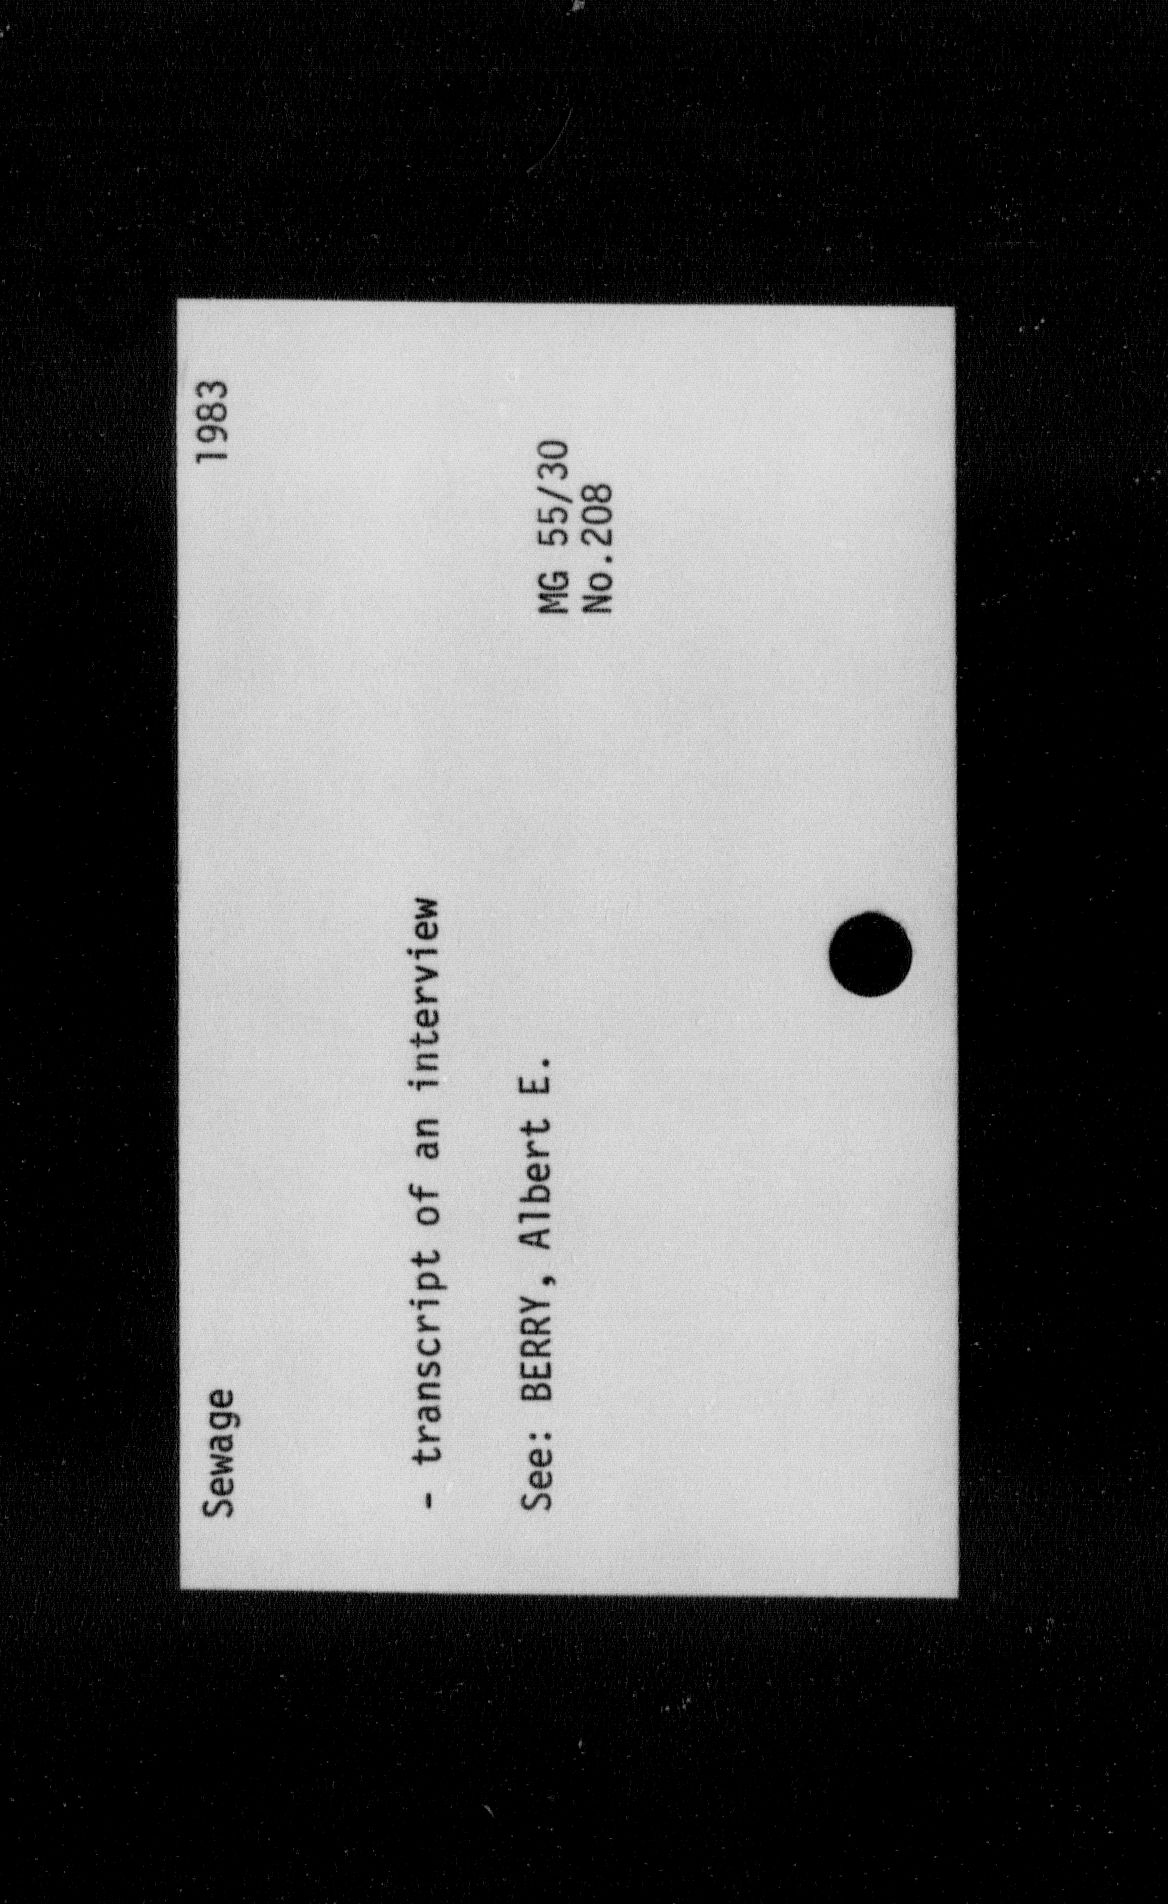 Sewage 1983
- transcript of an interview
See: BERRY, Albert E. MG 55/30
No.208